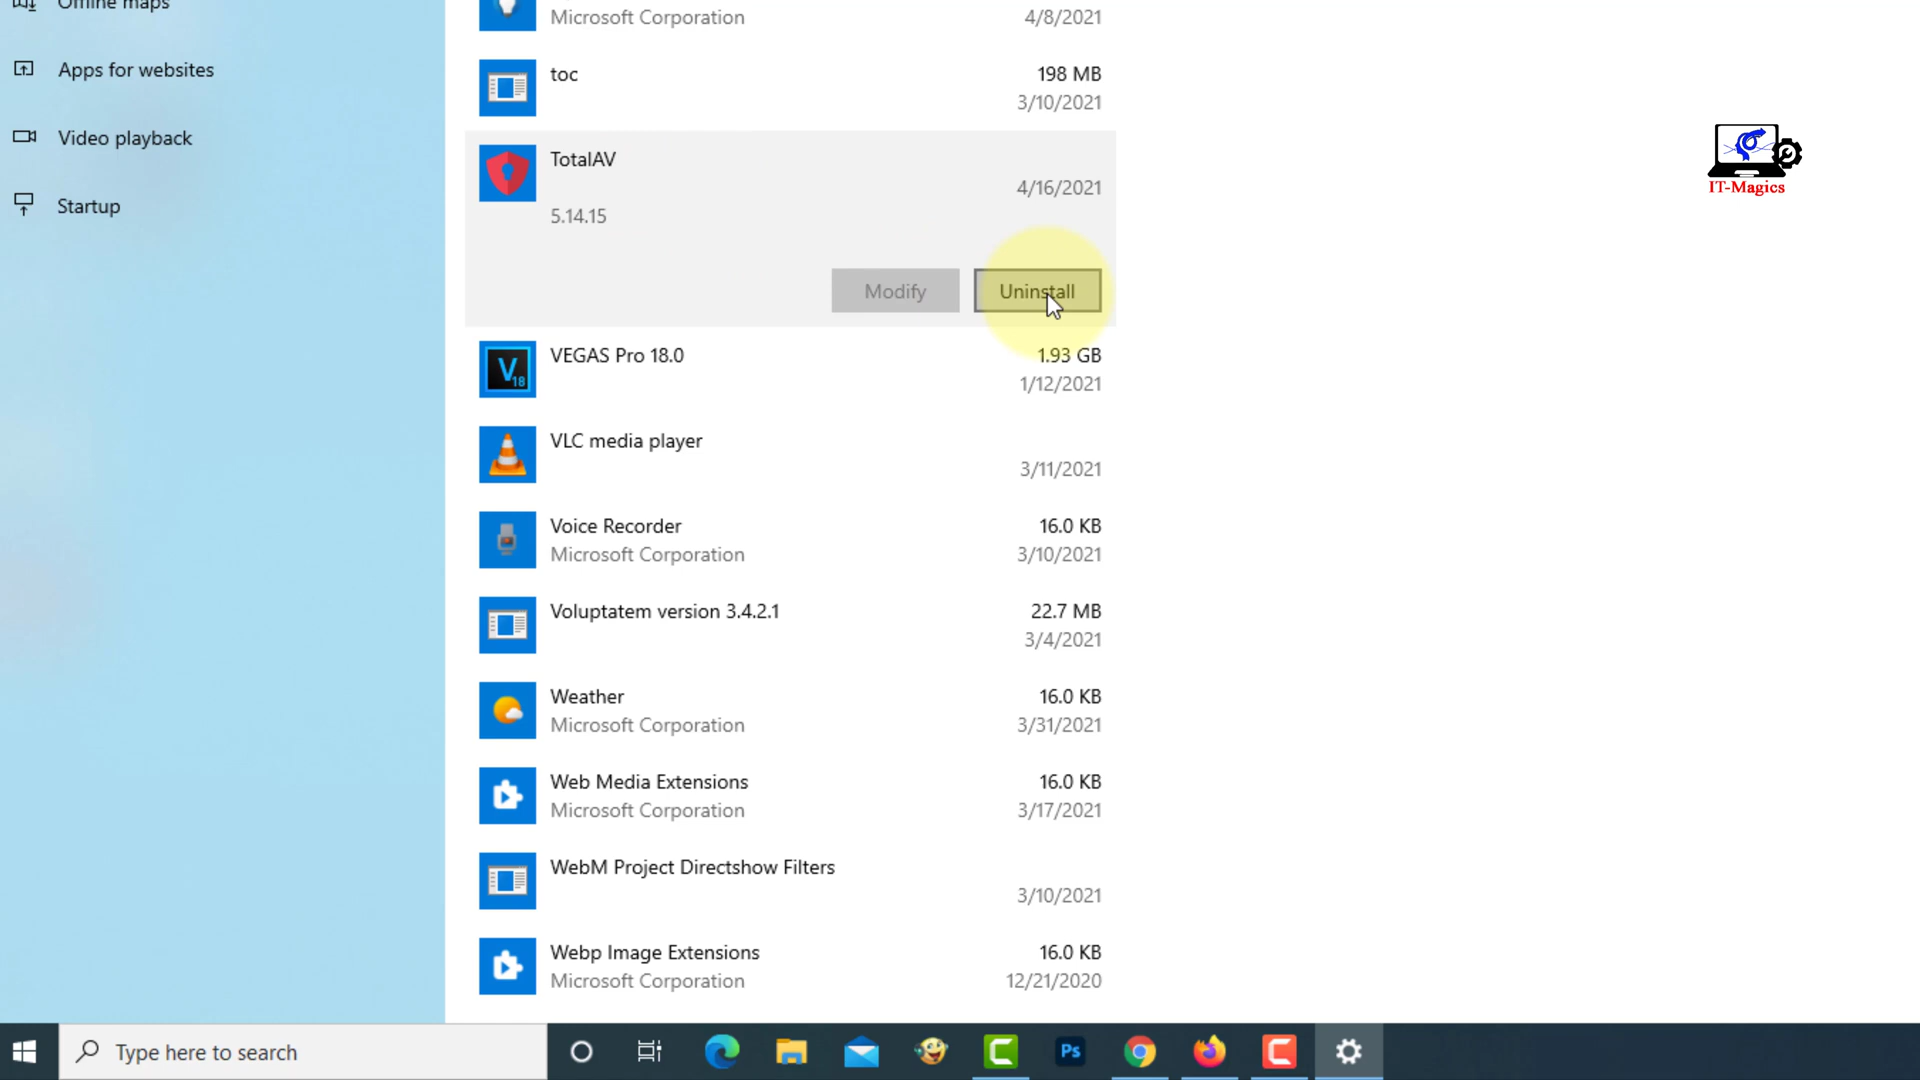 Offline maps
Microsoft Corporation 4/8/2021
Apps for websites
toc 198 MB
3/10/2021
Video playback
TotalAV
4/16/2021
5.14.15
Startup
IT-Magics
Modify Uninstall
VEGAS Pro 18.0 1.93 GB
1/12/2021
V 18
VLC media player
3/11/2021
Voice Recorder 16.0 KB
Microsoft Corporation 3/10/2021
Voluptatem version 3.4.2.1 22.7 MB
3/4/2021
Weather 16.0 KB
Microsoft Corporation 3/31/2021
Web Media Extensions 16.0 KB
Microsoft Corporation 3/17/2021
WebM Project Directshow Filters
3/10/2021
Webp Image Extensions 16.0 KB
Microsoft Corporation 12/21/2020
Type here to search
Ps